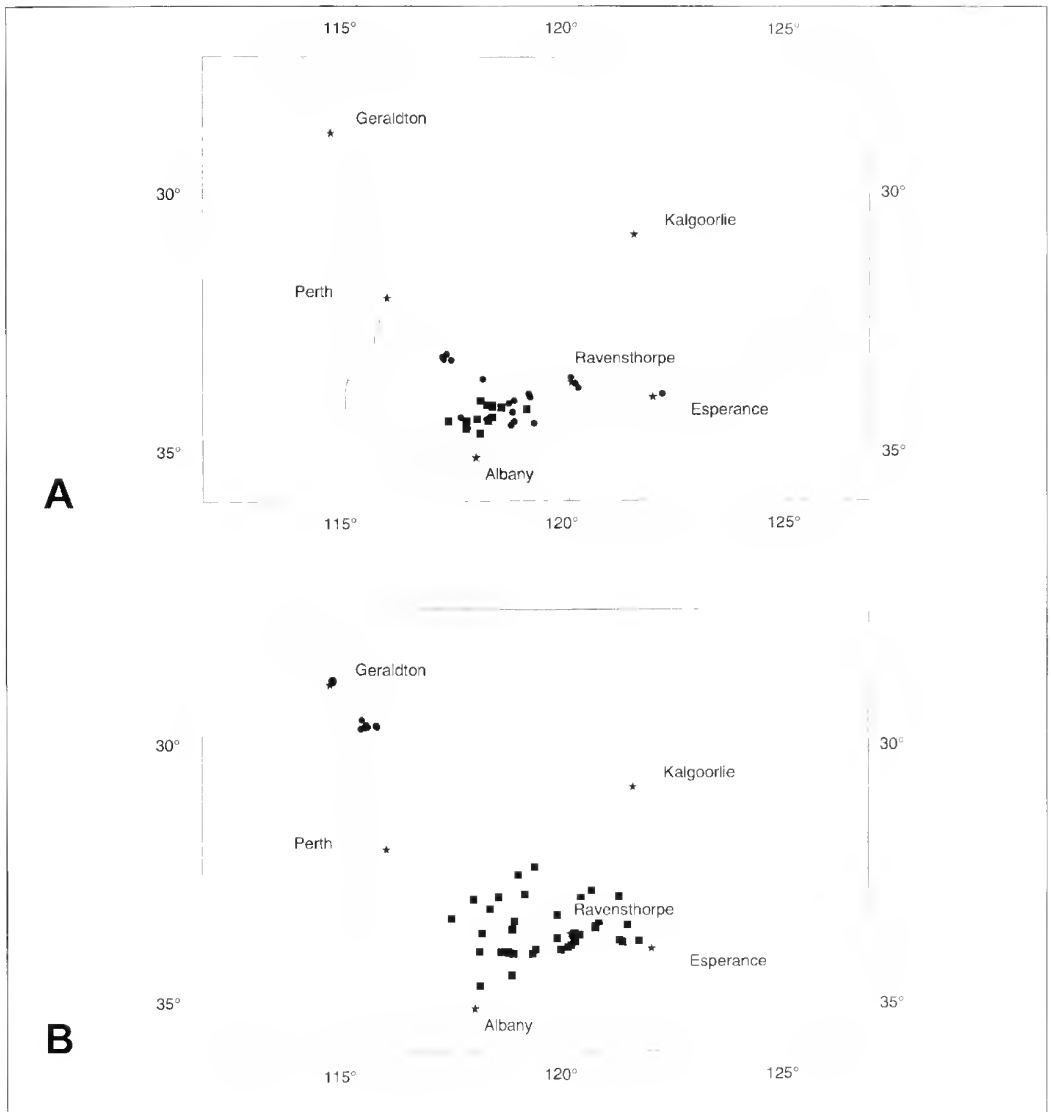 115° 120° 125°
Geraldton
30° 30°
Kalgoorlie
Perth
Ravensthorpe
Esperance
35° 35°
Albany
A
115° 120° 125°
Geraldton
30° 30°
Kalgoorlie
Perth
Ravensthorpe
Esperance
35° 35°
Albany
B
115° 120° 125°